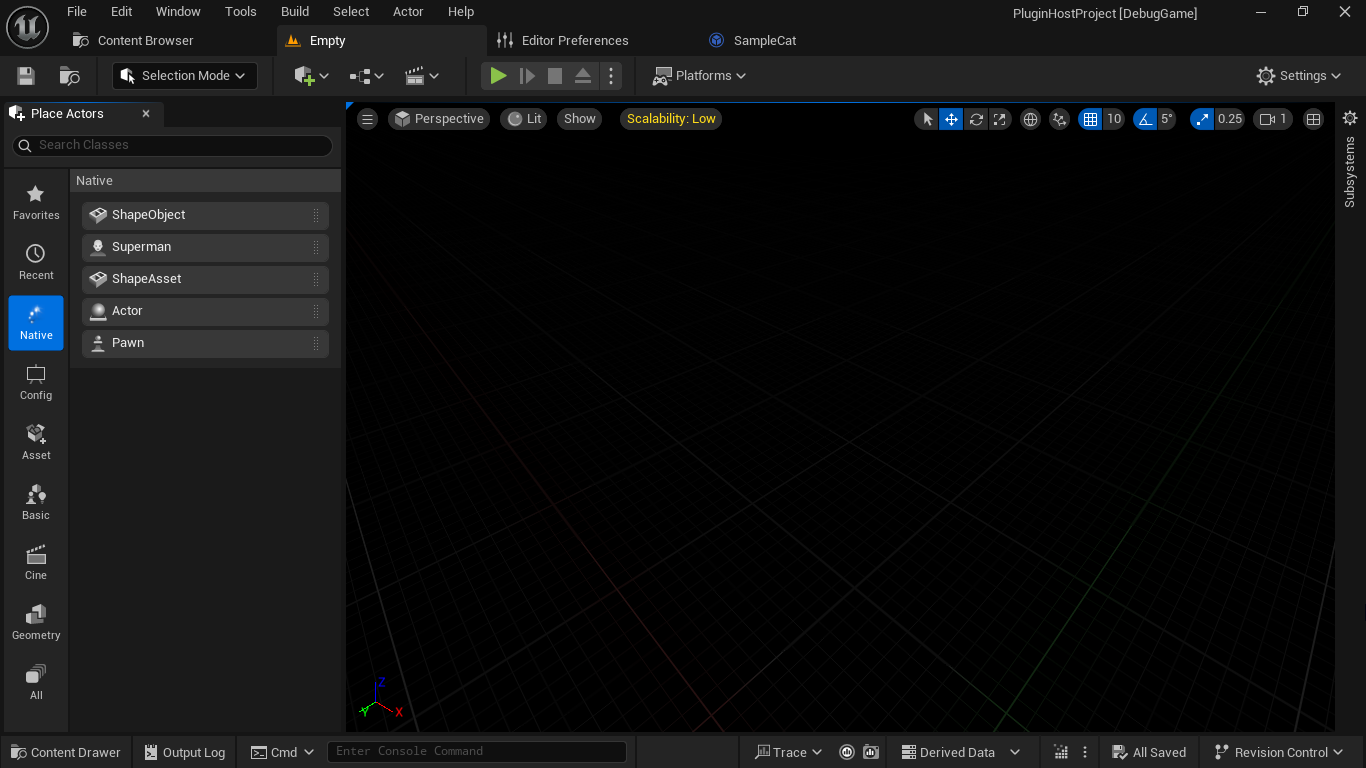 File Edit Window Tools Build Select Actor Help
PluginHostProject [DebugGame]
Content Browser
Empty
Editor Preferences
SampleCat
Selection Mode
Platforms
Settings
Place Actors
Search Classes
Favorites
Recent
Native
Config
Asset
Basic
Cine
Geometry
All
Native
ShapeObject
Superman
ShapeAsset
Actor
Pawn
Perspective
Lit
Show
Scalability: Low
10
5°
0.25
1
Subsystems
Z
Y
X
Content Drawer
Output Log
Cmd
Enter Console Command
Trace
Derived Data
All Saved
Revision Control